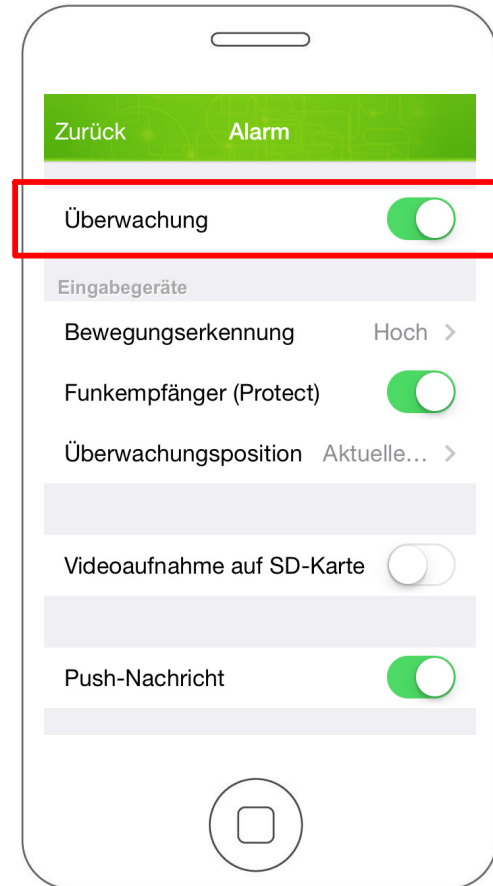 Zurück Alarm
Überwachung
Eingabegeräte
Bewegungserkennung Hoch >
Funkempfänger (Protect)
Überwachungsposition Aktuelle... >
Videoaufnahme auf SD-Karte
Push-Nachricht